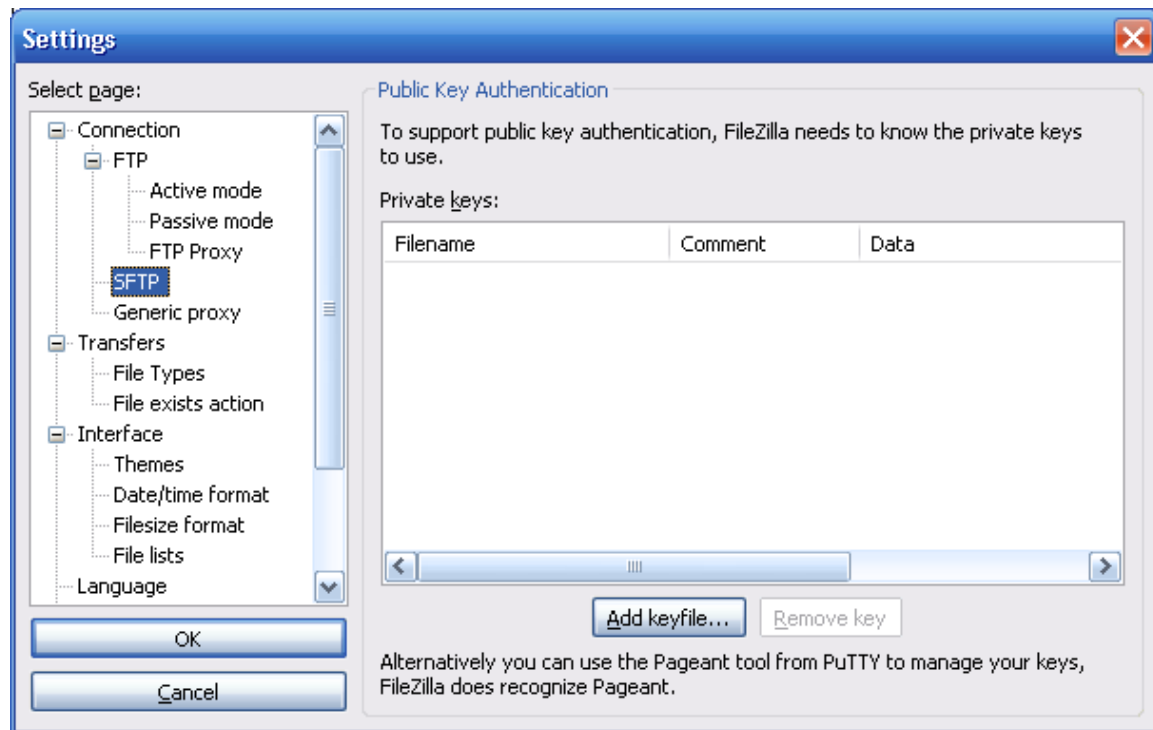 Settings
Select page:
Connection
FTP
Active mode
Passive mode
FTP Proxy
SFTP
Generic proxy
Transfers
File Types
File exists action
Interface
Themes
Date/time format
Filesize format
File lists
Language
OK
Cancel
Public Key Authentication
To support public key authentication, FileZilla needs to know the private keys
to use.
Private keys:
Filename Comment Data
Add keyfile... Remove key
Alternatively you can use the Pageant tool from PuTTY to manage your keys,
FileZilla does recognize Pageant.